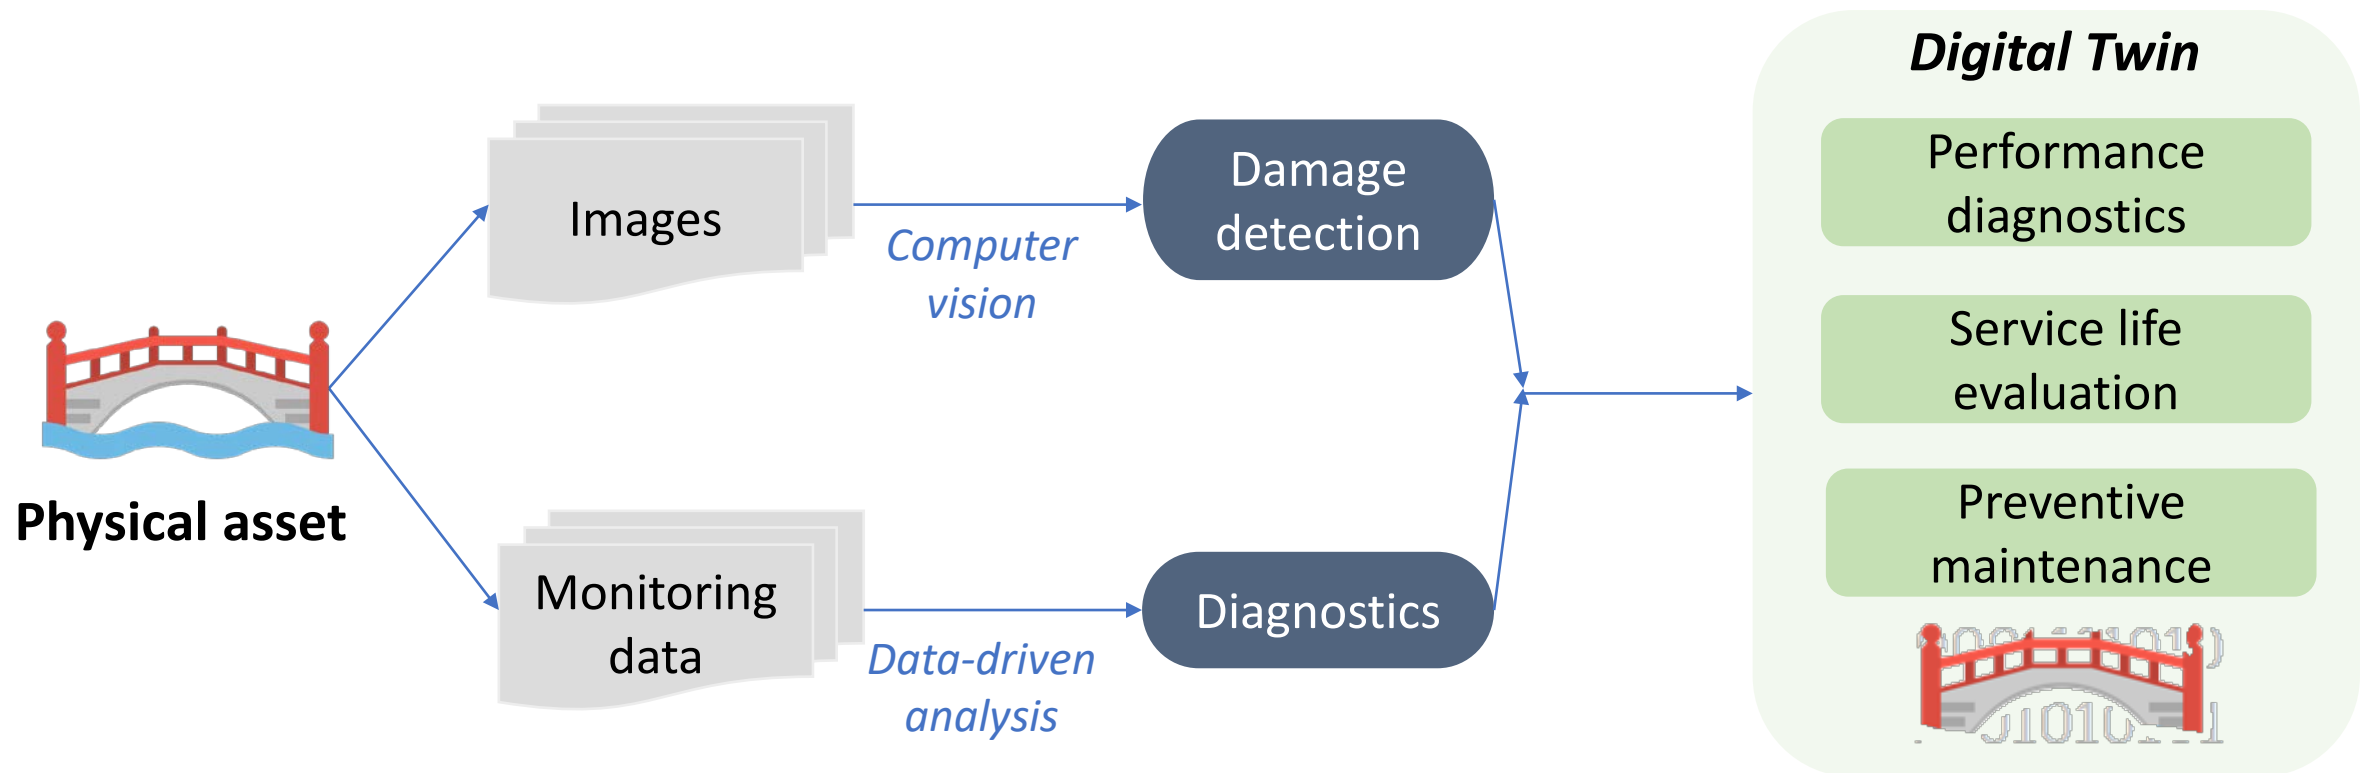 Digital Twin
Images
Computer
vision
Damage
detection
Performance
diagnostics
Service life
evaluation
Physical asset
Monitoring
data
Data-driven
analysis
Diagnostics
Preventive
maintenance